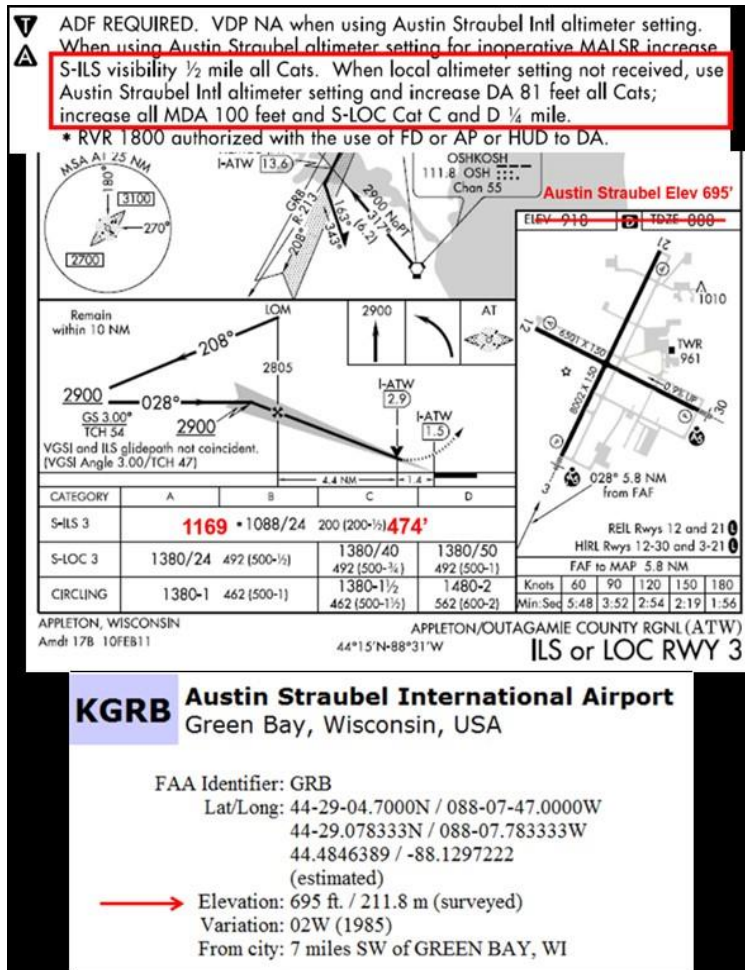 T ADF REQUIRED. VDP NA when using Austin Straubel Intl altimeter setting.
A When using Austin Straubel altimeter setting for inoperative MALSR increase
S-ILS visibility ½ mile all Cats. When local altimeter setting not received, use
Austin Straubel Intl altimeter setting and increase DA 81 feet all Cats;
increase all MDA 100 feet and S-LOC Cat C and D ¼ mile.
* RVR 1800 authorized with the use of FD or AP or HUD to DA.
MSA AT 25 NM
180°
3100
270°
2700
I-ATW 13.6
GRB
R-213
208°
163°
343°
2900 NoPT
317°
(6.2)
OSHKOSH
111.8 OSH
Chan 55
Austin Straubel Elev 695'
ELEV 918 D TDZE 888
21
1010
12
6501 X 150
TWR
961
8002 X 150
0.9% UP
30
3
028° 5.8 NM
from FAF
REIL Rwys 12 and 21 L
HIRL Rwys 12-30 and 3-21 L
FAF to MAP 5.8 NM
Knots 60 90 120 150 180
Min:Sec 5:48 3:52 2:54 2:19 1:56
Remain
within 10 NM
LOM
2900
AT
208°
2805
I-ATW
2.9
I-ATW
1.5
2900
028°
2900
GS 3.00°
TCH 54
VGSI and ILS glidepath not coincident.
(VGSI Angle 3.00/TCH 47)
4.4 NM
1.4
CATEGORY A B C D
S-ILS 3 1169 *1088/24 200 (200-½) 474'
S-LOC 3 1380/24 492 (500-½) 1380/40 492 (500-¾) 1380/50 492 (500-1)
CIRCLING 1380-1 462 (500-1) 1380-1½ 462 (500-1½) 1480-2 562 (600-2)
APPLETON, WISCONSIN
Amdt 17B 10FEB11
44°15'N-88°31'W
APPLETON/OUTAGAMIE COUNTY RGNL (ATW)
ILS or LOC RWY 3
KGRB Austin Straubel International Airport
Green Bay, Wisconsin, USA
FAA Identifier: GRB
Lat/Long: 44-29-04.7000N / 088-07-47.0000W
44-29.078333N / 088-07.783333W
44.4846389 / -88.1297222
(estimated)
Elevation: 695 ft. / 211.8 m (surveyed)
Variation: 02W (1985)
From city: 7 miles SW of GREEN BAY, WI